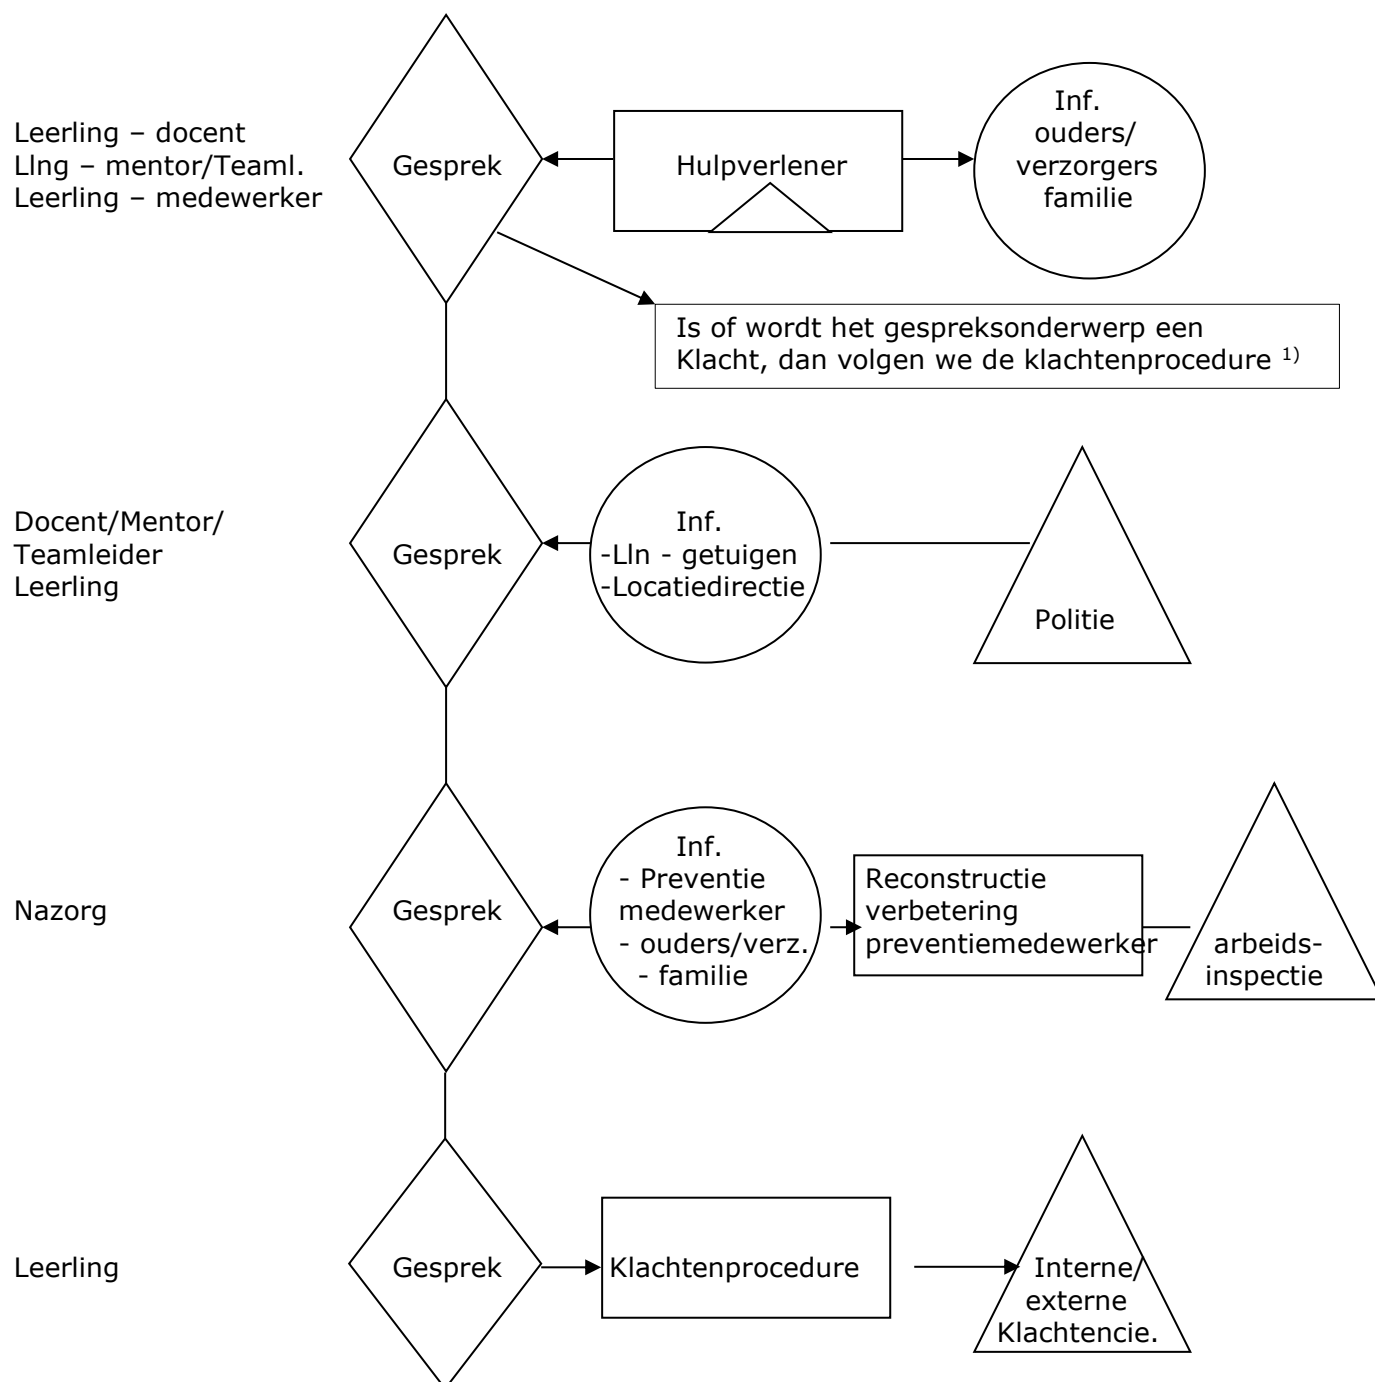 Leerling – docent
Llng – mentor/Teaml.
Leerling – medewerker
Gesprek
Hulpverlener
Inf.
ouders/
verzorgers
familie
Is of wordt het gespreksonderwerp een
Klacht, dan volgen we de klachtenprocedure 1)
Docent/Mentor/
Teamleider
Leerling
Gesprek
Inf.
-Lln - getuigen
-Locatiedirectie
Politie
Nazorg
Gesprek
Inf.
- Preventie
medewerker
- ouders/verz.
- familie
Reconstructie
verbetering
preventiemedewerker
arbeids-
inspectie
Leerling
Gesprek
Klachtenprocedure
Interne/
externe
Klachtencie.